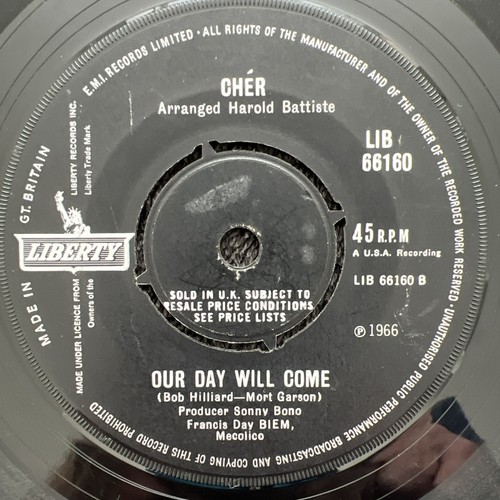 E.M.I. RECORDS LIMITED · ALL RIGHTS OF THE MANUFACTURER AND OF THE OWNER OF THE RECORDED WORK RESERVED · UNAUTHORISED PUBLIC PERFORMANCE BROADCASTING AND COPYING OF THIS RECORD PROHIBITED
CHÉR
Arranged Harold Battiste
LIB
66160
MADE IN GT. BRITAIN
LIBERTY RECORDS INC.
Liberty Trade Mark
LIBERTY
MADE UNDER LICENCE FROM
Owners of the
45 R.P.M
A U.S.A. Recording
LIB 66160 B
SOLD IN U.K. SUBJECT TO
RESALE PRICE CONDITIONS
SEE PRICE LISTS
℗ 1966
OUR DAY WILL COME
(Bob Hilliard—Mort Garson)
Producer Sonny Bono
Francis Day BIEM,
Mecolico